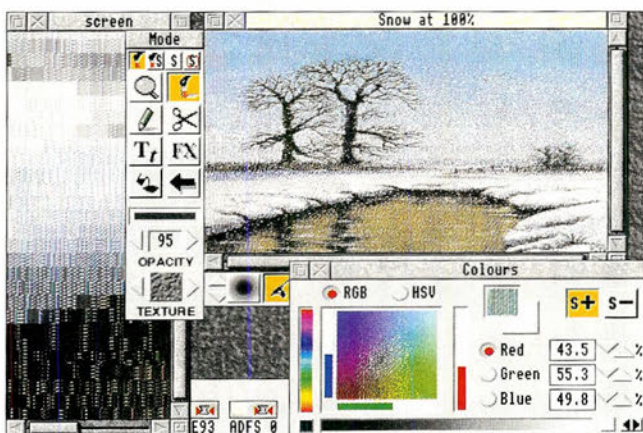 screen
Snow at 100%
Mode
S S S
Tt FX
95
OPACITY
TEXTURE
Colours
RGB HSV
S+ S-
Red 43.5 %
Green 55.3 %
Blue 49.8 %
E93 ADFS 0